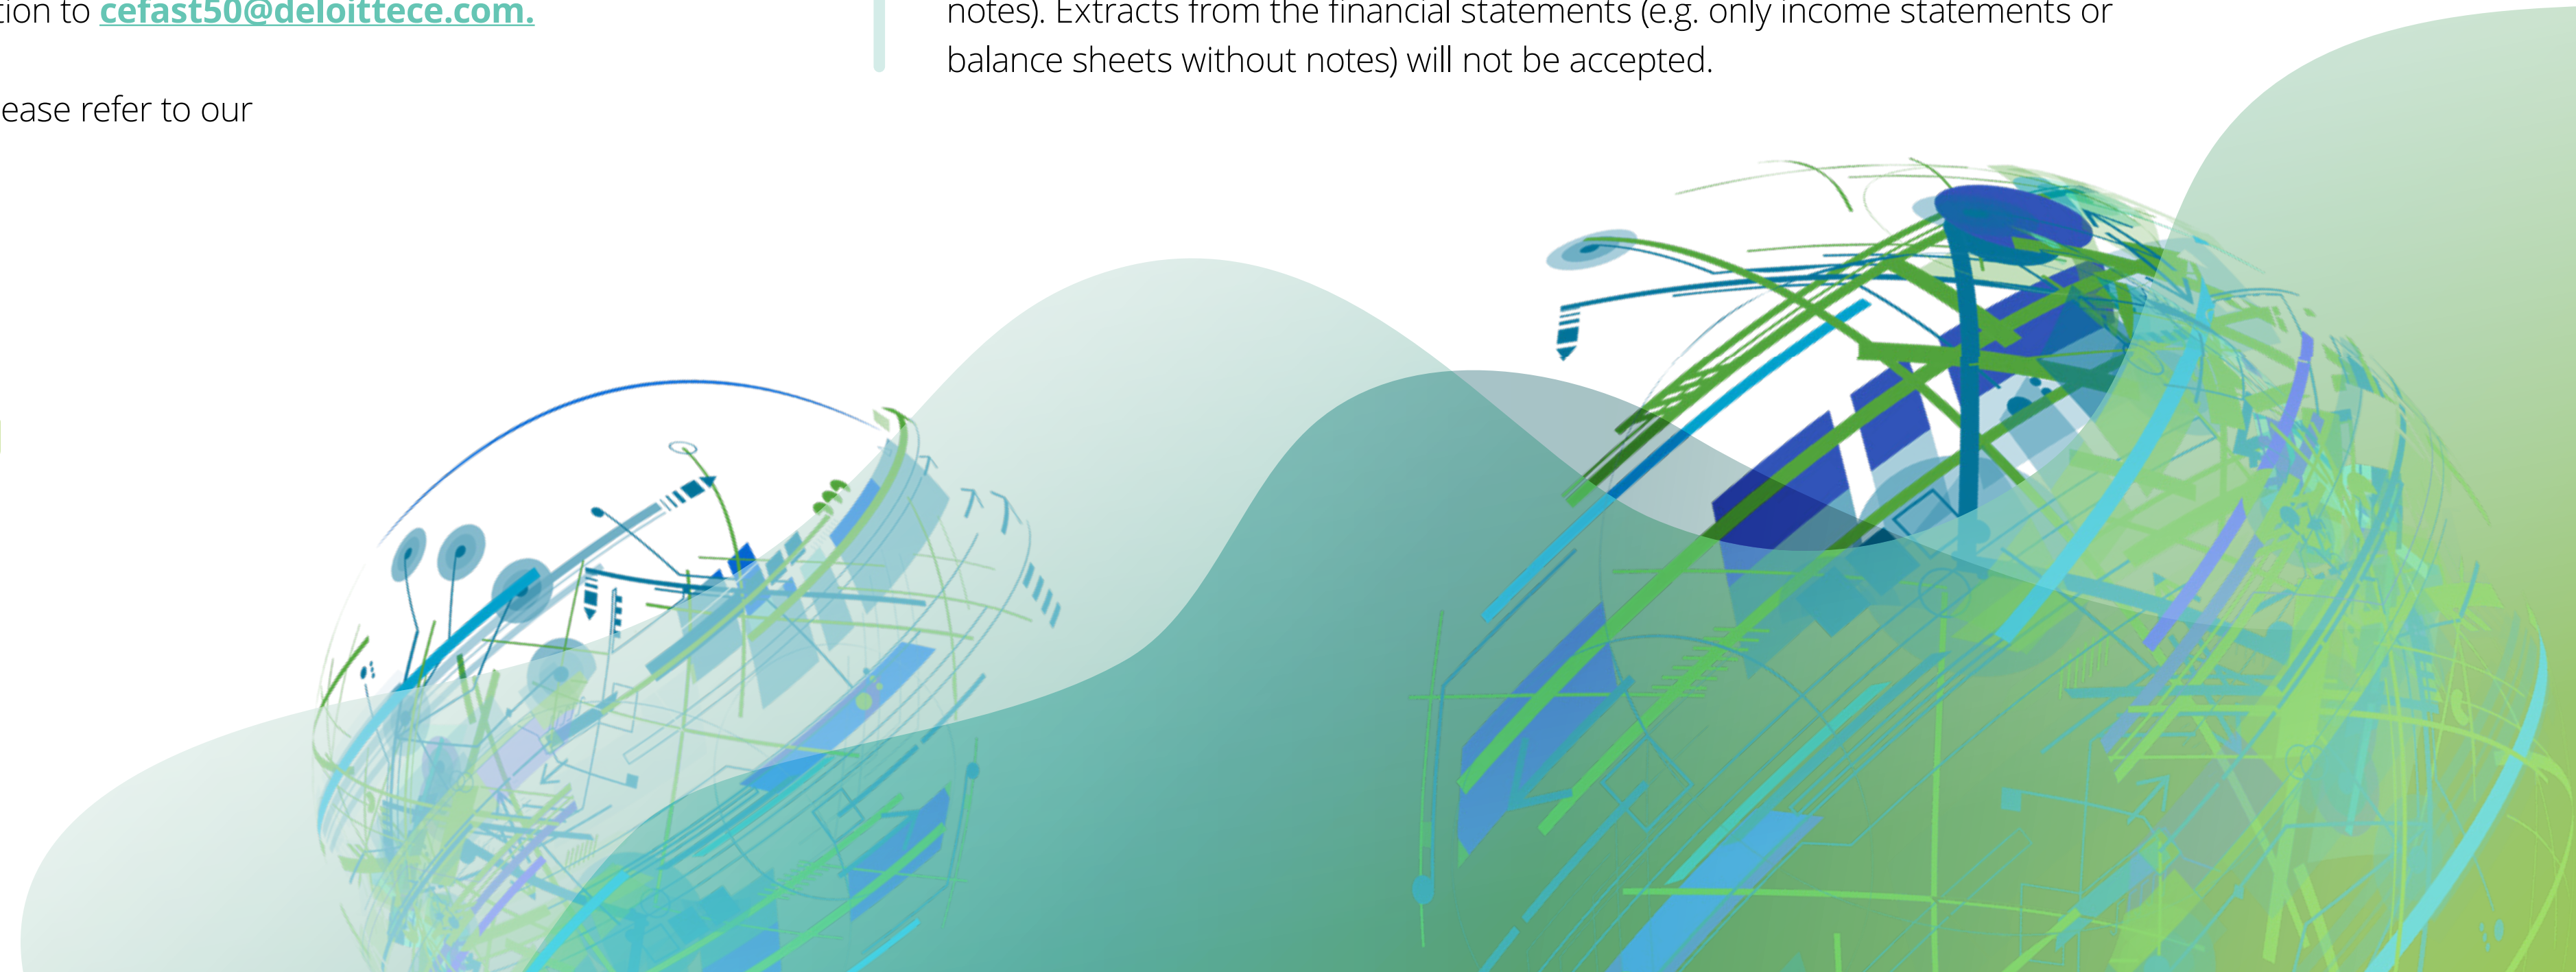 tion to cefast50@deloittece.com.
ease refer to our
notes). Extracts from the financial statements (e.g. only income statements or
balance sheets without notes) will not be accepted.